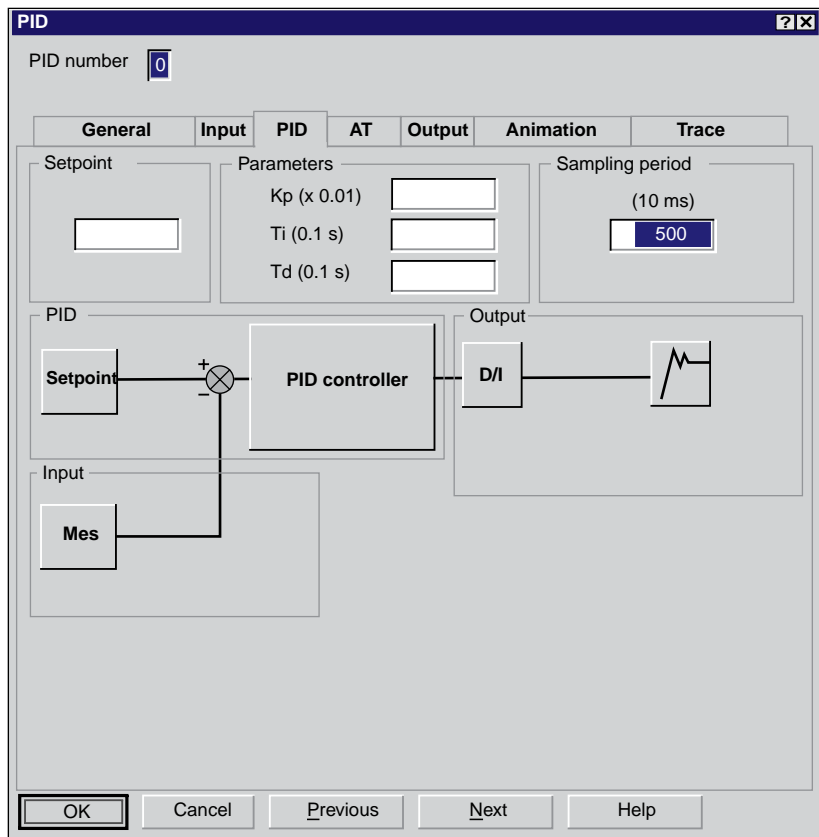 PID
? ×
PID number 0
General Input PID AT Output Animation Trace
Setpoint
Parameters
Kp (x 0.01)
Ti (0.1 s)
Td (0.1 s)
Sampling period
(10 ms)
500
PID
Setpoint
+
−
PID controller
Output
D/I
Input
Mes
OK Cancel Previous Next Help